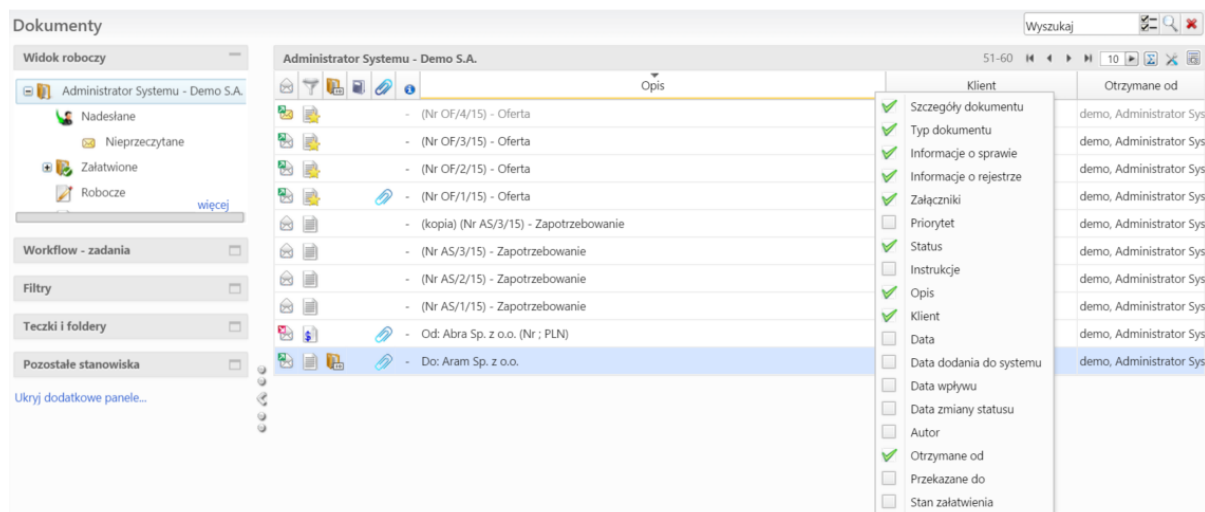 Dokumenty
Wyszukaj
Widok roboczy
Administrator Systemu - Demo S.A.
Nadesłane
Nieprzeczytane
Załatwione
Robocze
więcej
Workflow - zadania
Filtry
Teczki i foldery
Pozostałe stanowiska
Ukryj dodatkowe panele...
Administrator Systemu - Demo S.A.
51-60
10
Opis
Klient
Otrzymane od
- (Nr OF/4/15) - Oferta
demo, Administrator Sys
- (Nr OF/3/15) - Oferta
demo, Administrator Sys
- (Nr OF/2/15) - Oferta
demo, Administrator Sys
- (Nr OF/1/15) - Oferta
demo, Administrator Sys
- (kopia) (Nr AS/3/15) - Zapotrzebowanie
demo, Administrator Sys
- (Nr AS/3/15) - Zapotrzebowanie
demo, Administrator Sys
- (Nr AS/2/15) - Zapotrzebowanie
demo, Administrator Sys
- (Nr AS/1/15) - Zapotrzebowanie
demo, Administrator Sys
- Od: Abra Sp. z o.o. (Nr ; PLN)
demo, Administrator Sys
- Do: Aram Sp. z o.o.
demo, Administrator Sys
Szczegóły dokumentu
Typ dokumentu
Informacje o sprawie
Informacje o rejestrze
Załączniki
Priorytet
Status
Instrukcje
Opis
Klient
Data
Data dodania do systemu
Data wpływu
Data zmiany statusu
Autor
Otrzymane od
Przekazane do
Stan załatwienia